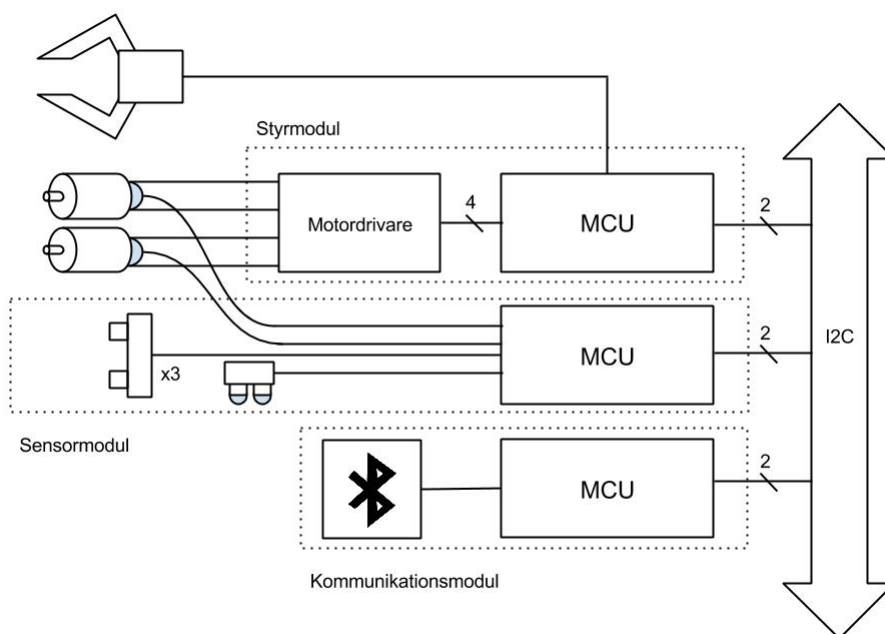 Styrmodul
Motordrivare
4
MCU
2
x3
MCU
2
I2C
Sensormodul
MCU
2
Kommunikationsmodul